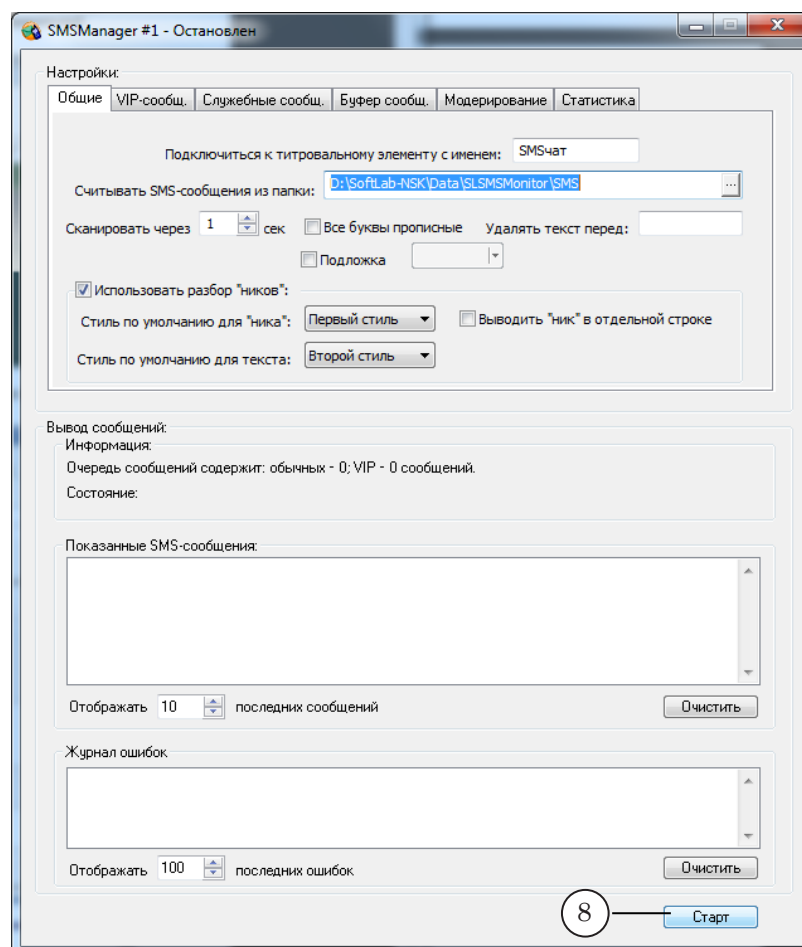 SMSManager #1 - Остановлен
Настройки:
Общие VIP-сообщ. Служебные сообщ. Буфер сообщ. Модерирование Статистика
Подключиться к титровальному элементу с именем: SMSчат
Считывать SMS-сообщения из папки: D:\SoftLab-NSK\Data\SLSMSMonitor\SMS ...
Сканировать через 1 сек Все буквы прописные Удалять текст перед:
Подложка
Использовать разбор "ников":
Стиль по умолчанию для "ника": Первый стиль Выводить "ник" в отдельной строке
Стиль по умолчанию для текста: Второй стиль
Вывод сообщений:
Информация:
Очередь сообщений содержит: обычных - 0; VIP - 0 сообщений.
Состояние:
Показанные SMS-сообщения:
Отображать 10 последних сообщений Очистить
Журнал ошибок
Отображать 100 последних ошибок Очистить
8 Старт